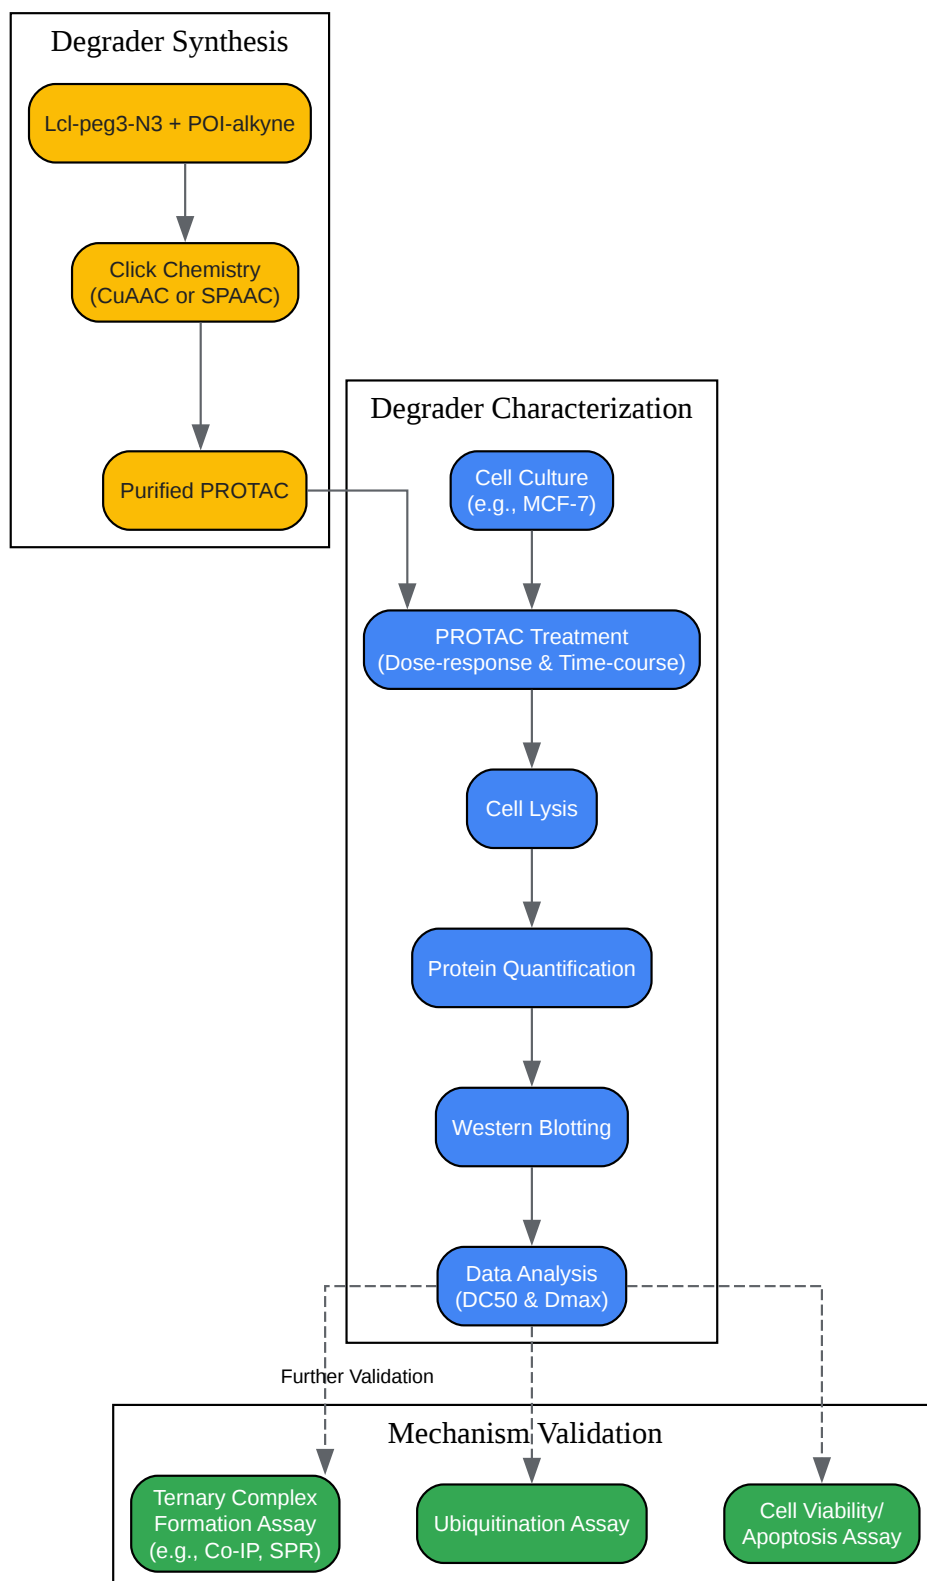 Degrader Synthesis
Lcl-peg3-N3 + POI-alkyne
Click Chemistry
(CuAAC or SPAAC)
Purified PROTAC
Degrader Characterization
Cell Culture
(e.g., MCF-7)
PROTAC Treatment
(Dose-response & Time-course)
Cell Lysis
Protein Quantification
Western Blotting
Data Analysis
(DC50 & Dmax)
Further Validation
Mechanism Validation
Ternary Complex
Formation Assay
(e.g., Co-IP, SPR)
Ubiquitination Assay
Cell Viability/
Apoptosis Assay